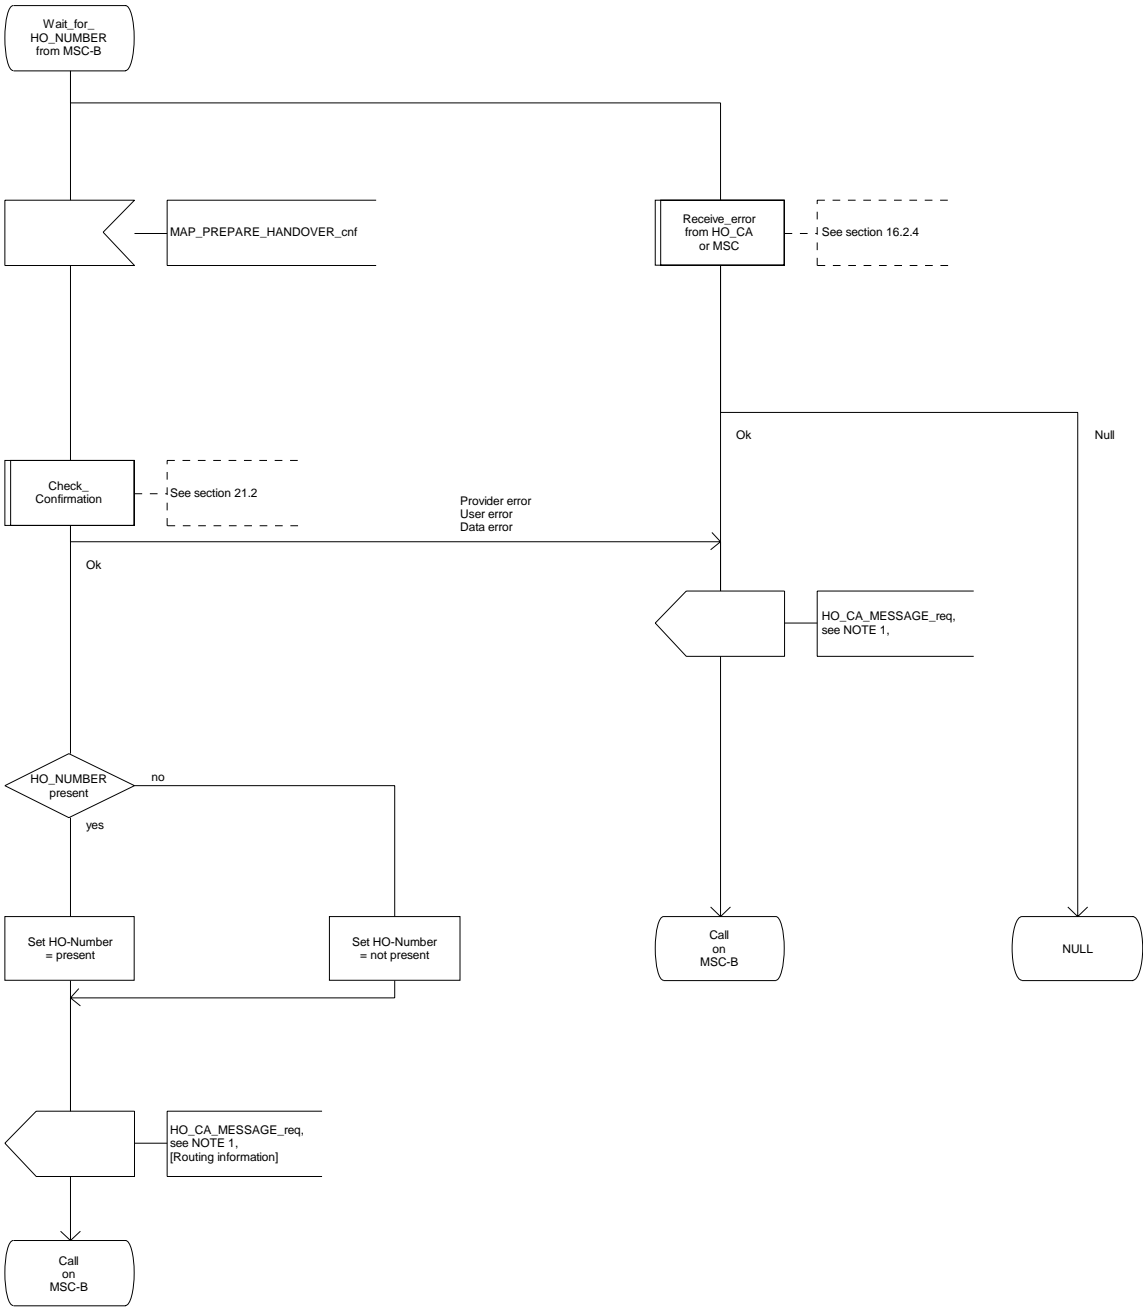 Wait_for_
HO_NUMBER
from MSC-B
MAP_PREPARE_HANDOVER_cnf
Receive_error
from HO_CA
or MSC
See section 16.2.4
Ok
Null
Check_
Confirmation
See section 21.2
Provider error
User error
Data error
Ok
HO_CA_MESSAGE_req,
see NOTE 1,
HO_NUMBER
present
no
yes
Set HO-Number
= present
Set HO-Number
= not present
Call
on
MSC-B
NULL
HO_CA_MESSAGE_req,
see NOTE 1,
[Routing information]
Call
on
MSC-B